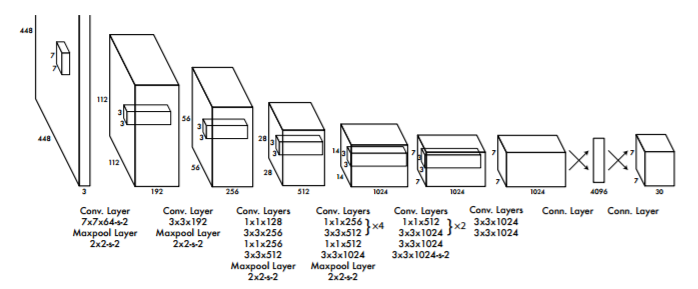 448
7
7
448
3
112
3
3
112
192
56
3
3
56
256
28
3
3
28
512
14
3
3
14
1024
7
3
3
7
1024
7
7
1024
4096
7
7
30
Conv. Layer
7x7x64-s-2
Maxpool Layer
2x2-s-2
Conv. Layer
3x3x192
Maxpool Layer
2x2-s-2
Conv. Layers
1x1x128
3x3x256
1x1x256
3x3x512
Maxpool Layer
2x2-s-2
Conv. Layers
1x1x256
3x3x512
}×4
1x1x512
3x3x1024
Maxpool Layer
2x2-s-2
Conv. Layers
1x1x512
3x3x1024
}×2
3x3x1024
3x3x1024-s-2
Conv. Layers
3x3x1024
3x3x1024
Conn. Layer
Conn. Layer